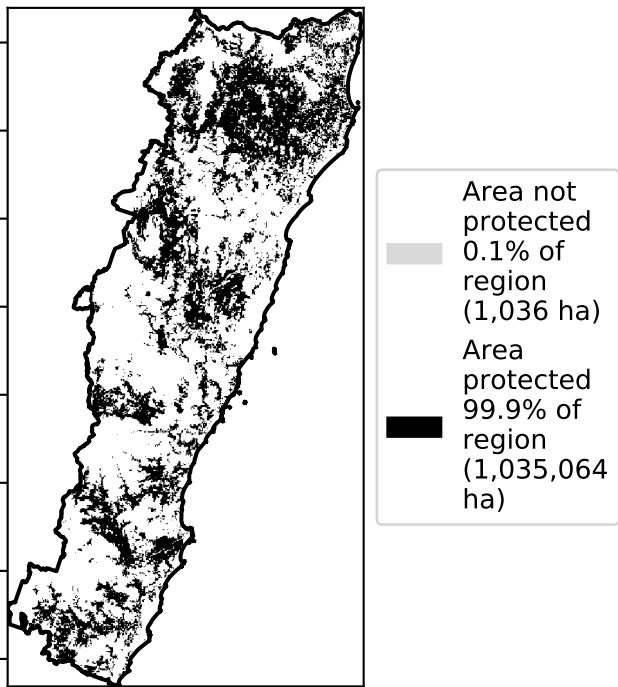 Area not
protected
0.1% of
region
(1,036 ha)
Area
protected
99.9% of
region
(1,035,064
ha)